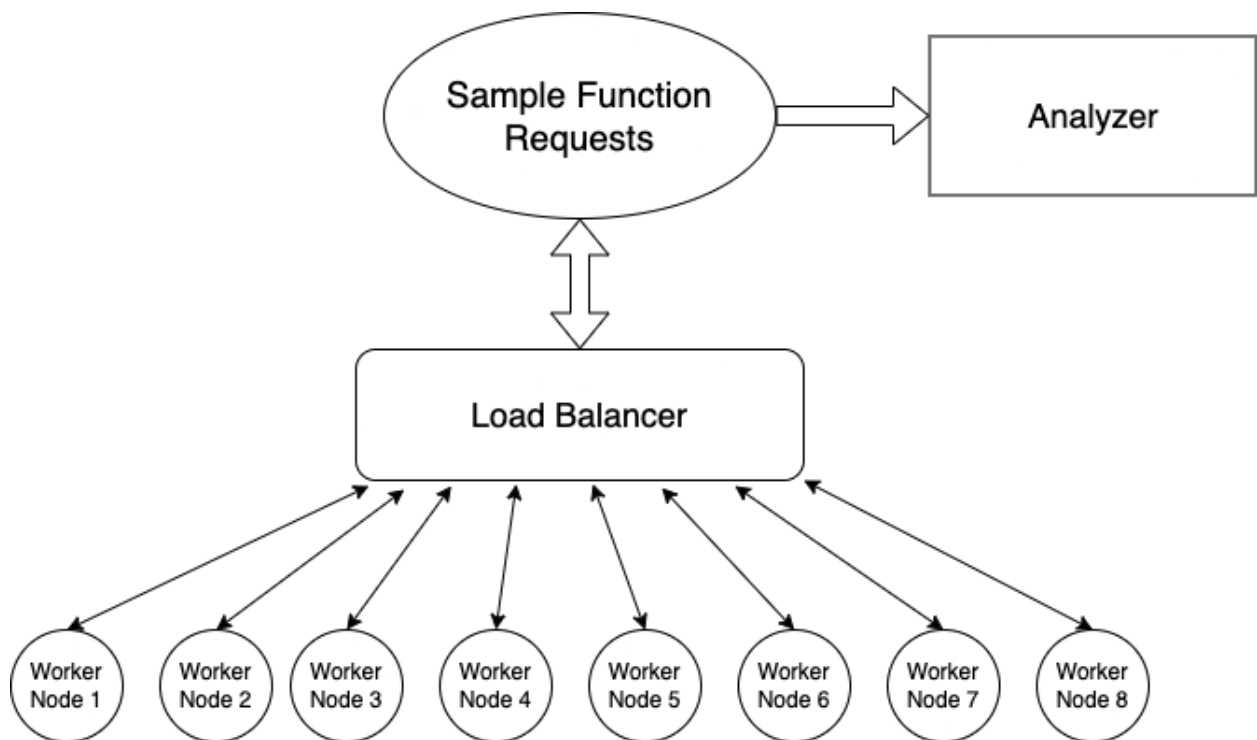 Sample Function
Requests
Analyzer
Load Balancer
Worker
Node 1
Worker
Node 2
Worker
Node 3
Worker
Node 4
Worker
Node 5
Worker
Node 6
Worker
Node 7
Worker
Node 8